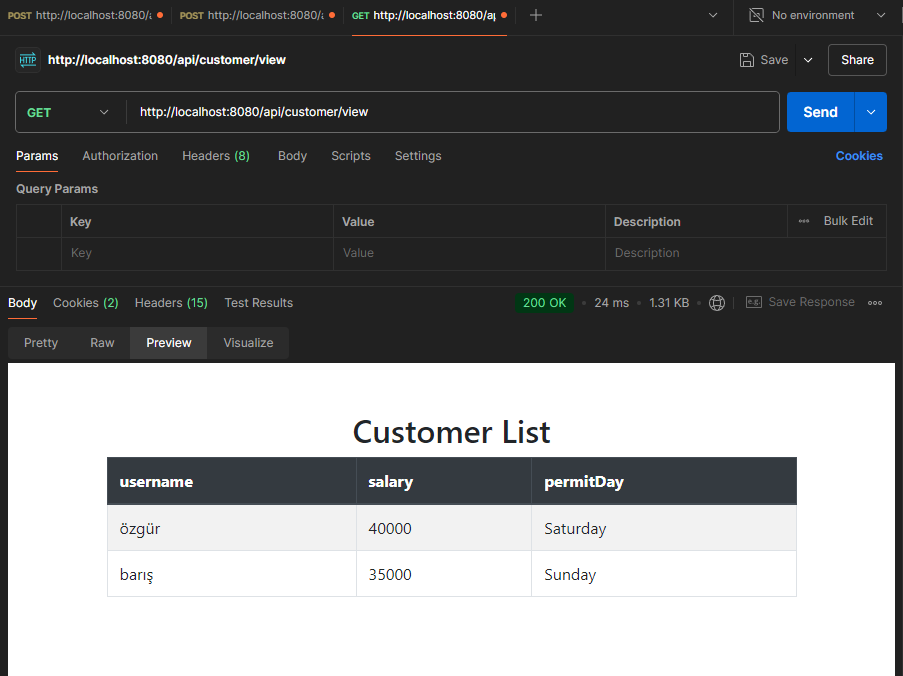 POST http://localhost:8080/a POST http://localhost:8080/a GET http://localhost:8080/ap No environment
HTTP http://localhost:8080/api/customer/view Save Share
GET http://localhost:8080/api/customer/view Send
Params Authorization Headers (8) Body Scripts Settings Cookies
Query Params
Key Value Description Bulk Edit
Key Value Description
Body Cookies (2) Headers (15) Test Results 200 OK 24 ms 1.31 KB e.g. Save Response
Pretty Raw Preview Visualize
Customer List
username salary permitDay
özgür 40000 Saturday
barış 35000 Sunday